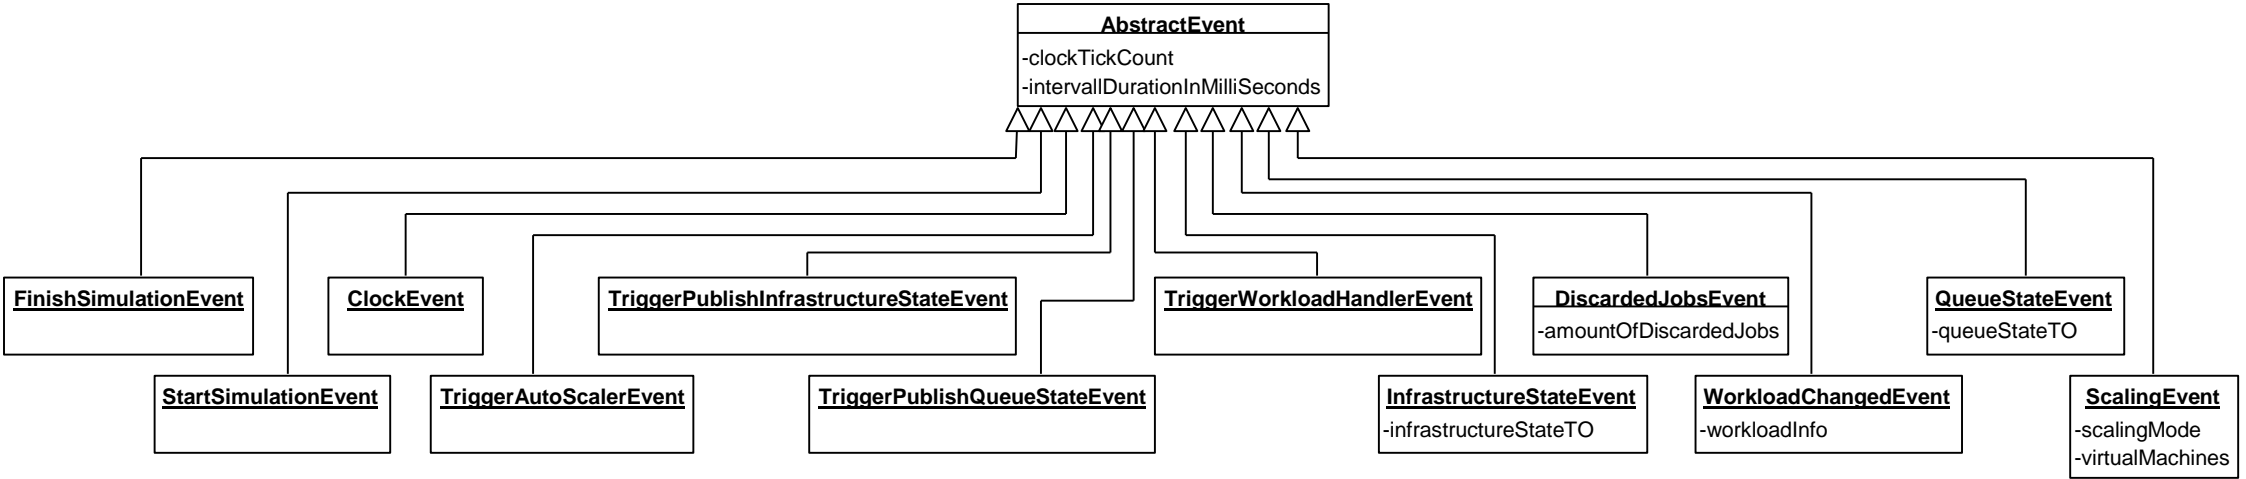 AbstractEvent
-clockTickCount
-intervallDurationInMilliSeconds
FinishSimulationEvent
ClockEvent
TriggerPublishInfrastructureStateEvent
TriggerWorkloadHandlerEvent
DiscardedJobsEvent
-amountOfDiscardedJobs
QueueStateEvent
-queueStateTO
StartSimulationEvent
TriggerAutoScalerEvent
TriggerPublishQueueStateEvent
InfrastructureStateEvent
-infrastructureStateTO
WorkloadChangedEvent
-workloadInfo
ScalingEvent
-scalingMode
-virtualMachines